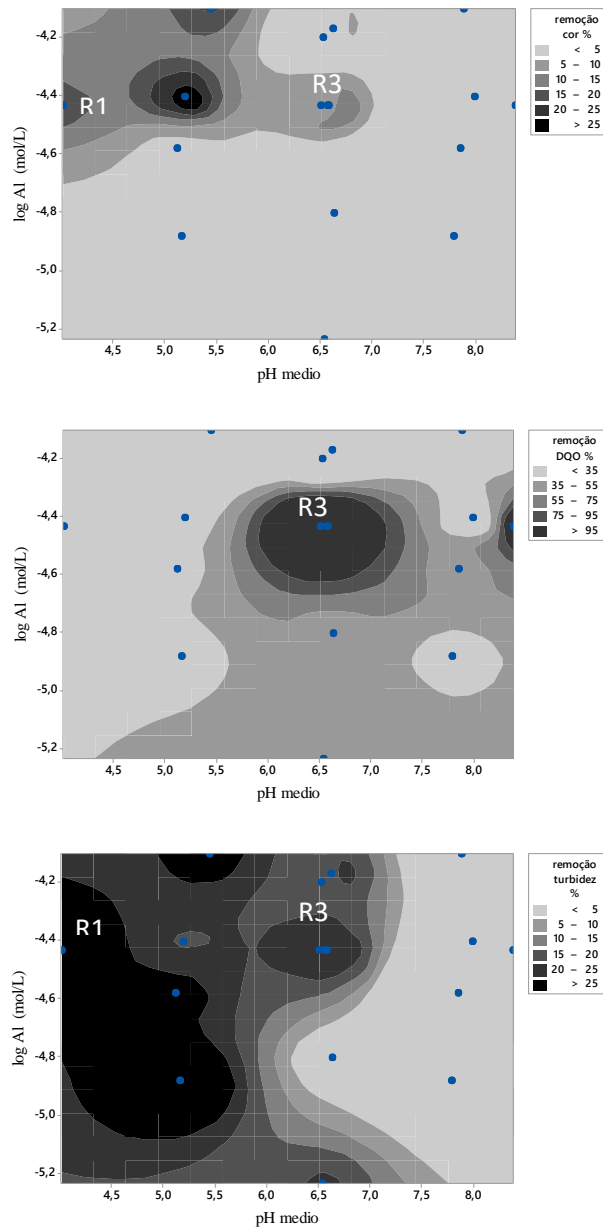 -4,2
-4,4
-4,6
-4,8
-5,0
-5,2
log Al (mol/L)
R1
R3
4,5 5,0 5,5 6,0 6,5 7,0 7,5 8,0
pH medio
remoção
cor %
< 5
5 – 10
10 – 15
15 – 20
20 – 25
> 25
-4,2
-4,4
-4,6
-4,8
-5,0
-5,2
log Al (mol/L)
R3
4,5 5,0 5,5 6,0 6,5 7,0 7,5 8,0
pH medio
remoção
DQO %
< 35
35 – 55
55 – 75
75 – 95
> 95
-4,2
-4,4
-4,6
-4,8
-5,0
-5,2
log Al (mol/L)
R1
R3
4,5 5,0 5,5 6,0 6,5 7,0 7,5 8,0
pH medio
remoção
turbidez
%
< 5
5 – 10
10 – 15
15 – 20
20 – 25
> 25